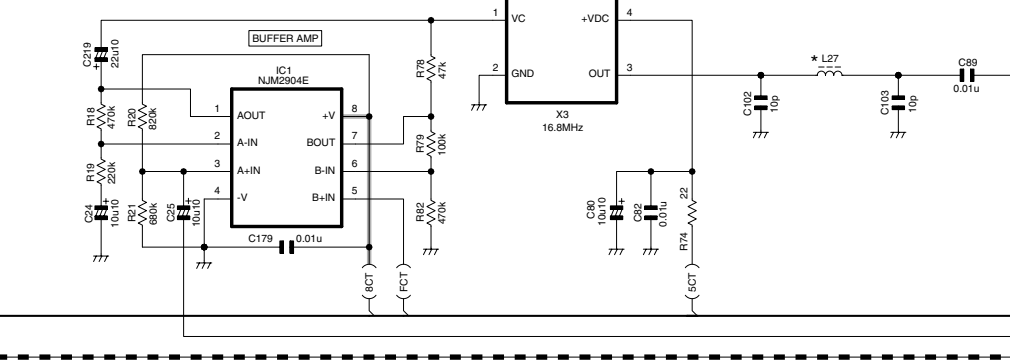 1 VC
+VDC 4
C219
22u10
+
BUFFER AMP
R78
47k
2 GND
OUT 3
* L27
C89
0.01u
IC1
NJM2904E
C102
10p
C103
10p
X3
16.8MHz
R18
470k
R20
820k
1 AOUT
+V 8
2 A-IN
BOUT 7
R79
100k
3 A+IN
B-IN 6
R19
220k
4 -V
B+IN 5
C24
10u10
+
R21
680k
C25
10u10
+
R82
470k
C179 0.01u
C80
10u10
+
C82
0.01u
22
R74
8CT
FCT
5CT